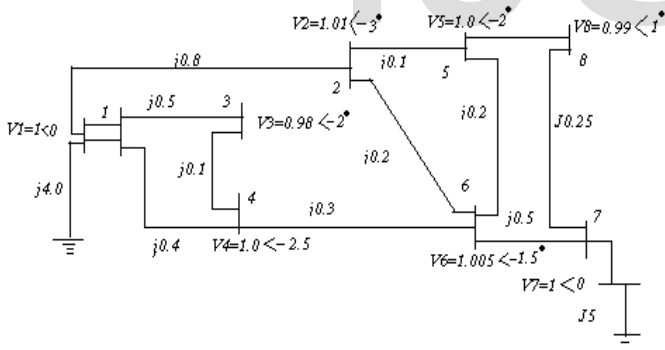 V2=1.01<-3°
V5=1.0<-2°
V8=0.99<1°
j0.8
j0.1
2
5
8
1
j0.5
3
j0.2
J0.25
V1=1<0
V3=0.98<-2°
j0.1
j0.2
6
4
j4.0
j0.3
j0.5
7
j0.4
V4=1.0<-2.5
V6=1.005<-1.5°
V7=1<0
J5